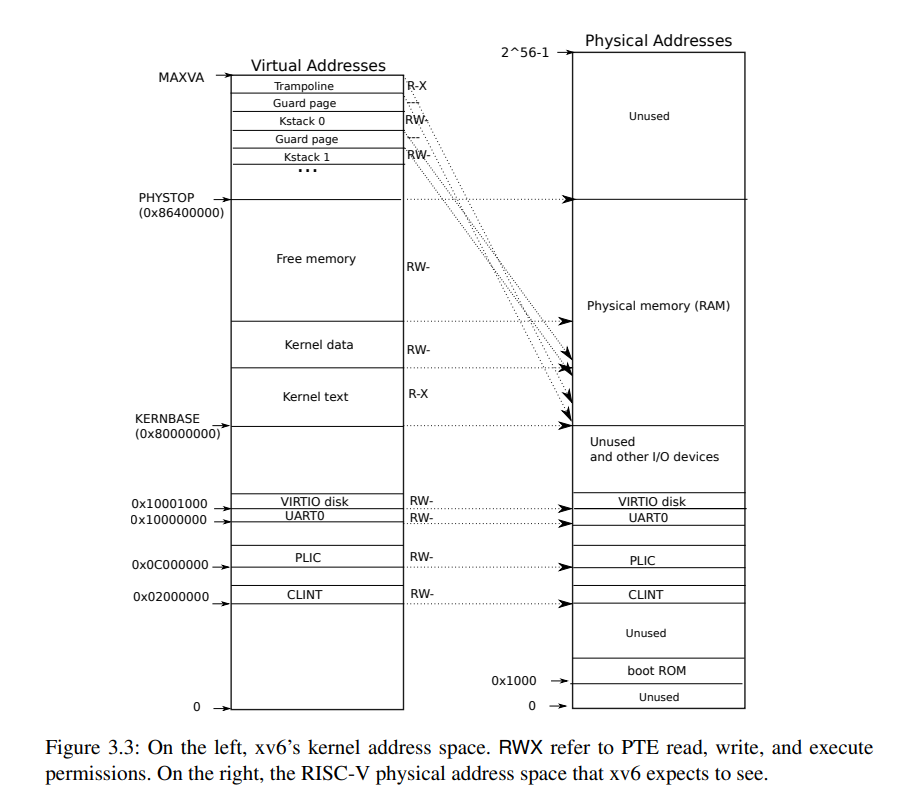 Physical Addresses
2^56-1
Virtual Addresses
MAXVA
Trampoline
R-X
Guard page
---
Kstack 0
RW-
Guard page
---
Kstack 1
RW-
...
Unused
PHYSTOP
(0x86400000)
Free memory
RW-
Physical memory (RAM)
Kernel data
RW-
Kernel text
R-X
KERNBASE
(0x80000000)
Unused
and other I/O devices
0x10001000
VIRTIO disk
RW-
VIRTIO disk
0x10000000
UART0
RW-
UART0
PLIC
RW-
PLIC
0x0C000000
CLINT
RW-
CLINT
0x02000000
Unused
boot ROM
0x1000
Unused
0
0
Figure 3.3: On the left, xv6’s kernel address space. RWX refer to PTE read, write, and execute
permissions. On the right, the RISC-V physical address space that xv6 expects to see.